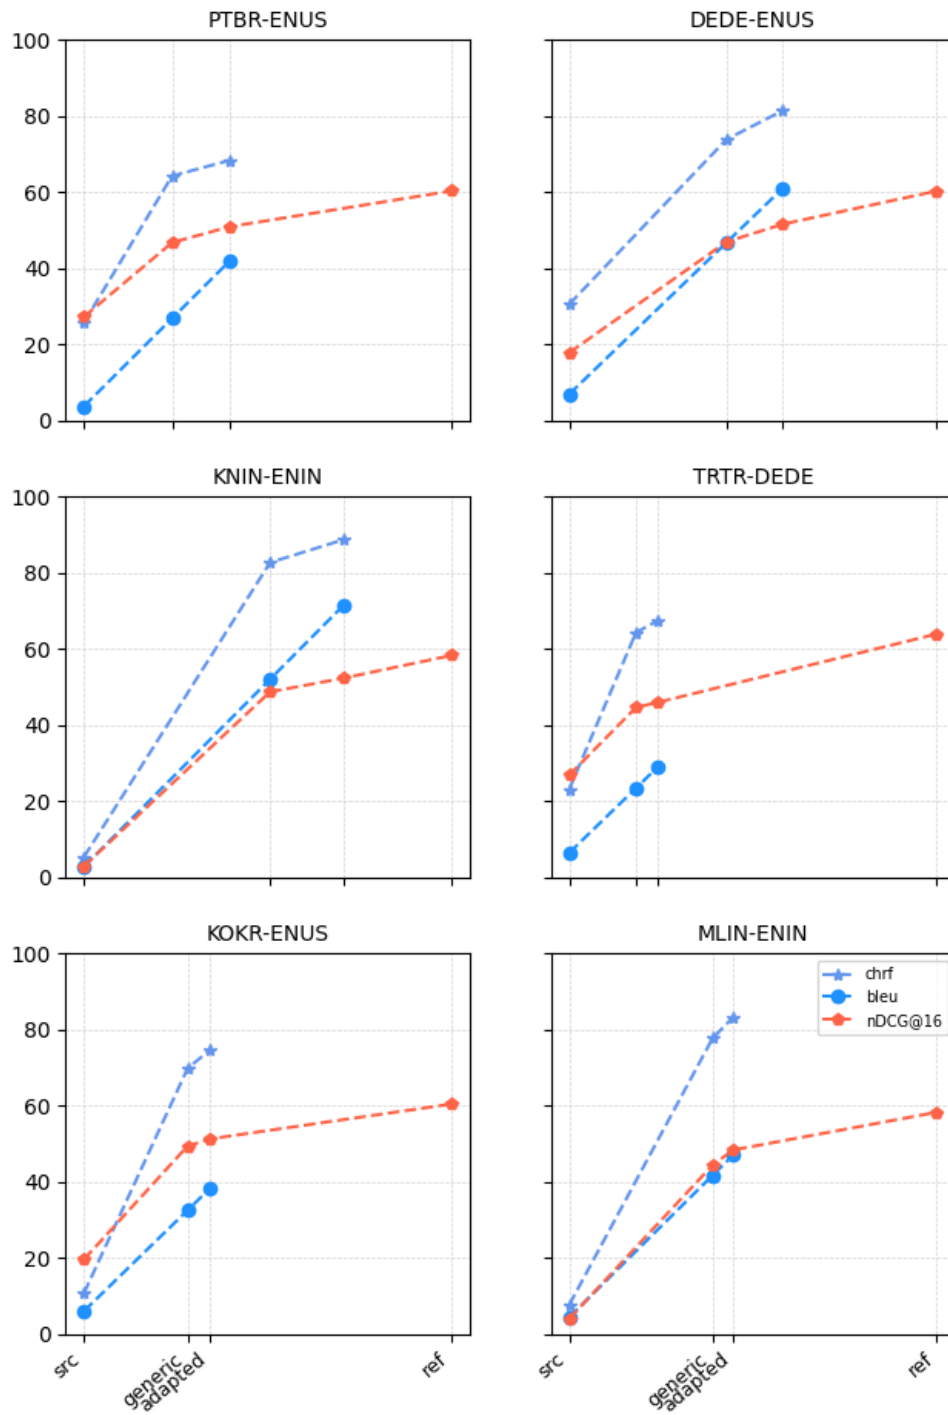 PTBR-ENUS
DEDE-ENUS
100
80
60
40
20
0
KNIN-ENIN
TRTR-DEDE
100
80
60
40
20
0
KOKR-ENUS
MLIN-ENIN
100
80
60
40
20
0
chrf
bleu
nDCG@16
src
generic
adapted
ref
src
generic
adapted
ref